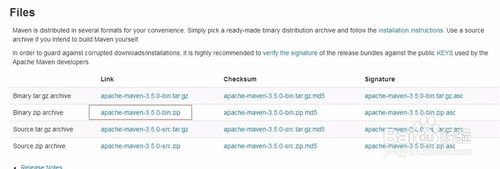 Files
Maven is distributed in several formats for your convenience. Simply pick a ready-made binary distribution archive and follow the installation instructions. Use a source
archive if you intend to build Maven yourself.
In order to guard against corrupted downloads/installations, it is highly recommended to verify the signature of the release bundles against the public KEYS used by the
Apache Maven developers.
Link Checksum Signature
Binary tar.gz archive apache-maven-3.5.0-bin.tar.gz apache-maven-3.5.0-bin.tar.gz.md5 apache-maven-3.5.0-bin.tar.gz.asc
Binary zip archive apache-maven-3.5.0-bin.zip apache-maven-3.5.0-bin.zip.md5 apache-maven-3.5.0-bin.zip.asc
Source tar.gz archive apache-maven-3.5.0-src.tar.gz apache-maven-3.5.0-src.tar.gz.md5 apache-maven-3.5.0-src.tar.gz.asc
Source zip archive apache-maven-3.5.0-src.zip apache-maven-3.5.0-src.zip.md5 apache-maven-3.5.0-src.zip.asc
Release Notes